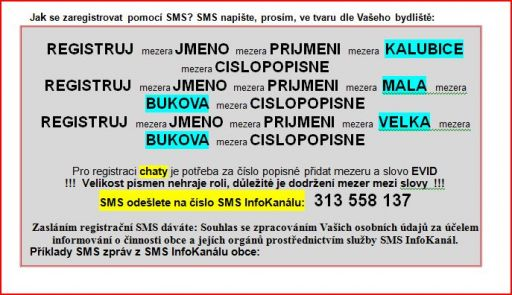 Jak se zaregistrovat pomocí SMS? SMS napište, prosím, ve tvaru dle Vašeho bydliště:
REGISTRUJ mezera JMENO mezera PRIJMENI mezera KALUBICE
mezera CISLOPOPISNE
REGISTRUJ mezera JMENO mezera PRIJMENI mezera MALA mezera
BUKOVA mezera CISLOPOPISNE
REGISTRUJ mezera JMENO mezera PRIJMENI mezera VELKA mezera
BUKOVA mezera CISLOPOPISNE
Pro registraci chaty je potřeba za číslo popisné přidat mezeru a slovo EVID
!!! Velikost písmen nehraje roli, důležité je dodržení mezer mezi slovy !!!
SMS odešlete na číslo SMS InfoKanálu: 313 558 137
Zasláním registrační SMS dáváte: Souhlas se zpracováním Vašich osobních údajů za účelem
informování o činnosti obce a jejích orgánů prostřednictvím služby SMS InfoKanál.
Příklady SMS zpráv z SMS InfoKanálu obce: